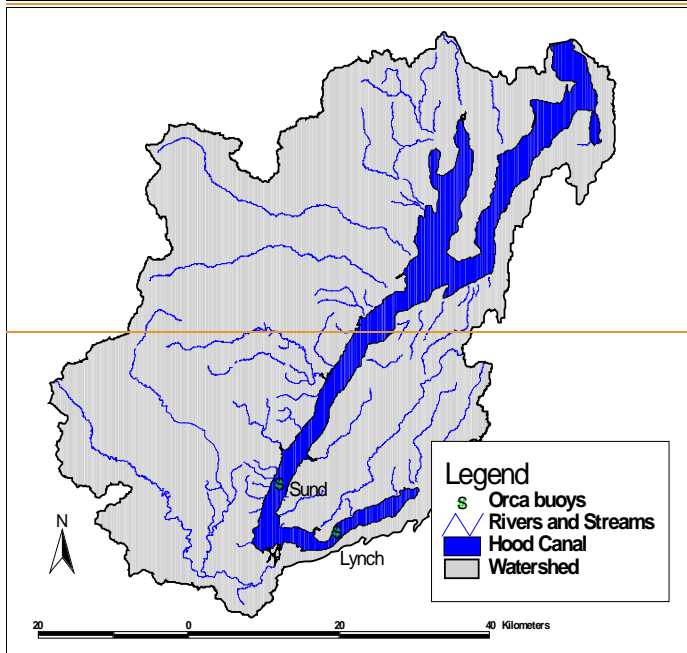 Sund
Lynch
N
Legend
$ Orca buoys
Rivers and Streams
Hood Canal
Watershed
20 0 20 40 Kilometers